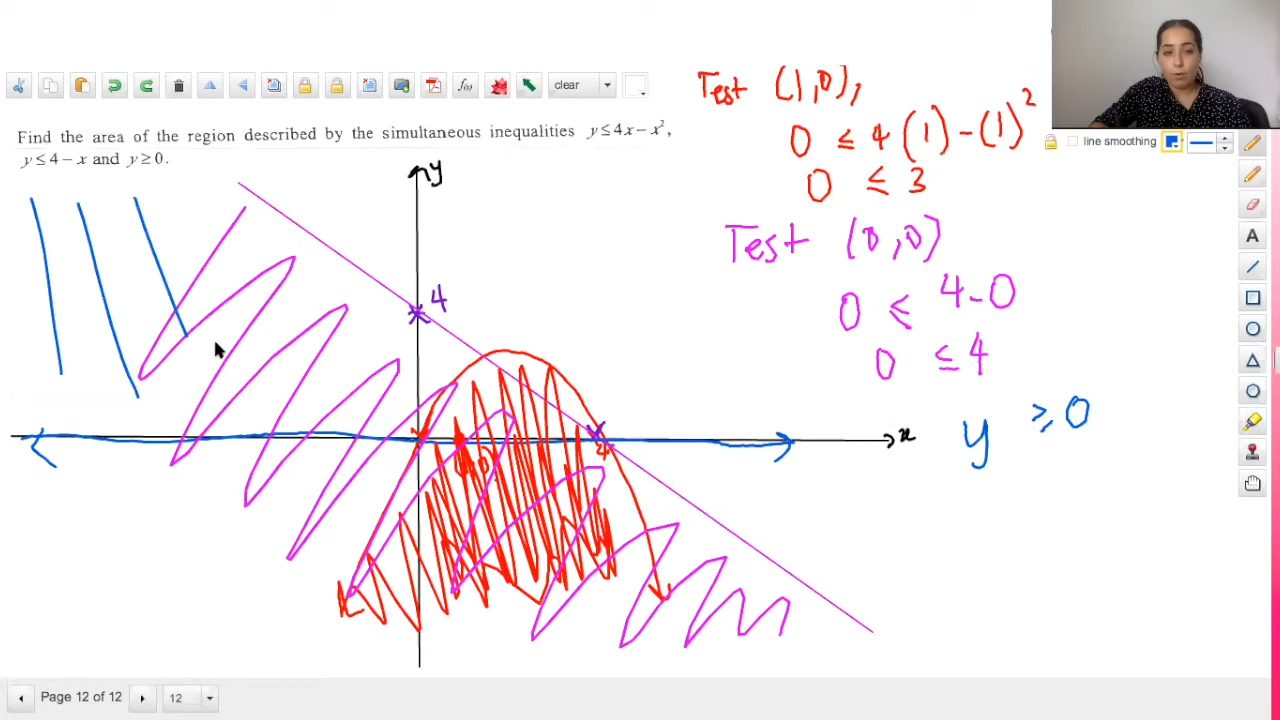 clear
line smoothing
Find the area of the region described by the simultaneous inequalities y ≤ 4x − x²,
y ≤ 4 − x and y ≥ 0.
Test (1,0),
0 ≤ 4(1) − (1)²
0 ≤ 3
Test (0,0)
0 ≤ 4 − 0
0 ≤ 4
y ≥ 0
y
4
x
4
Page 12 of 12
12